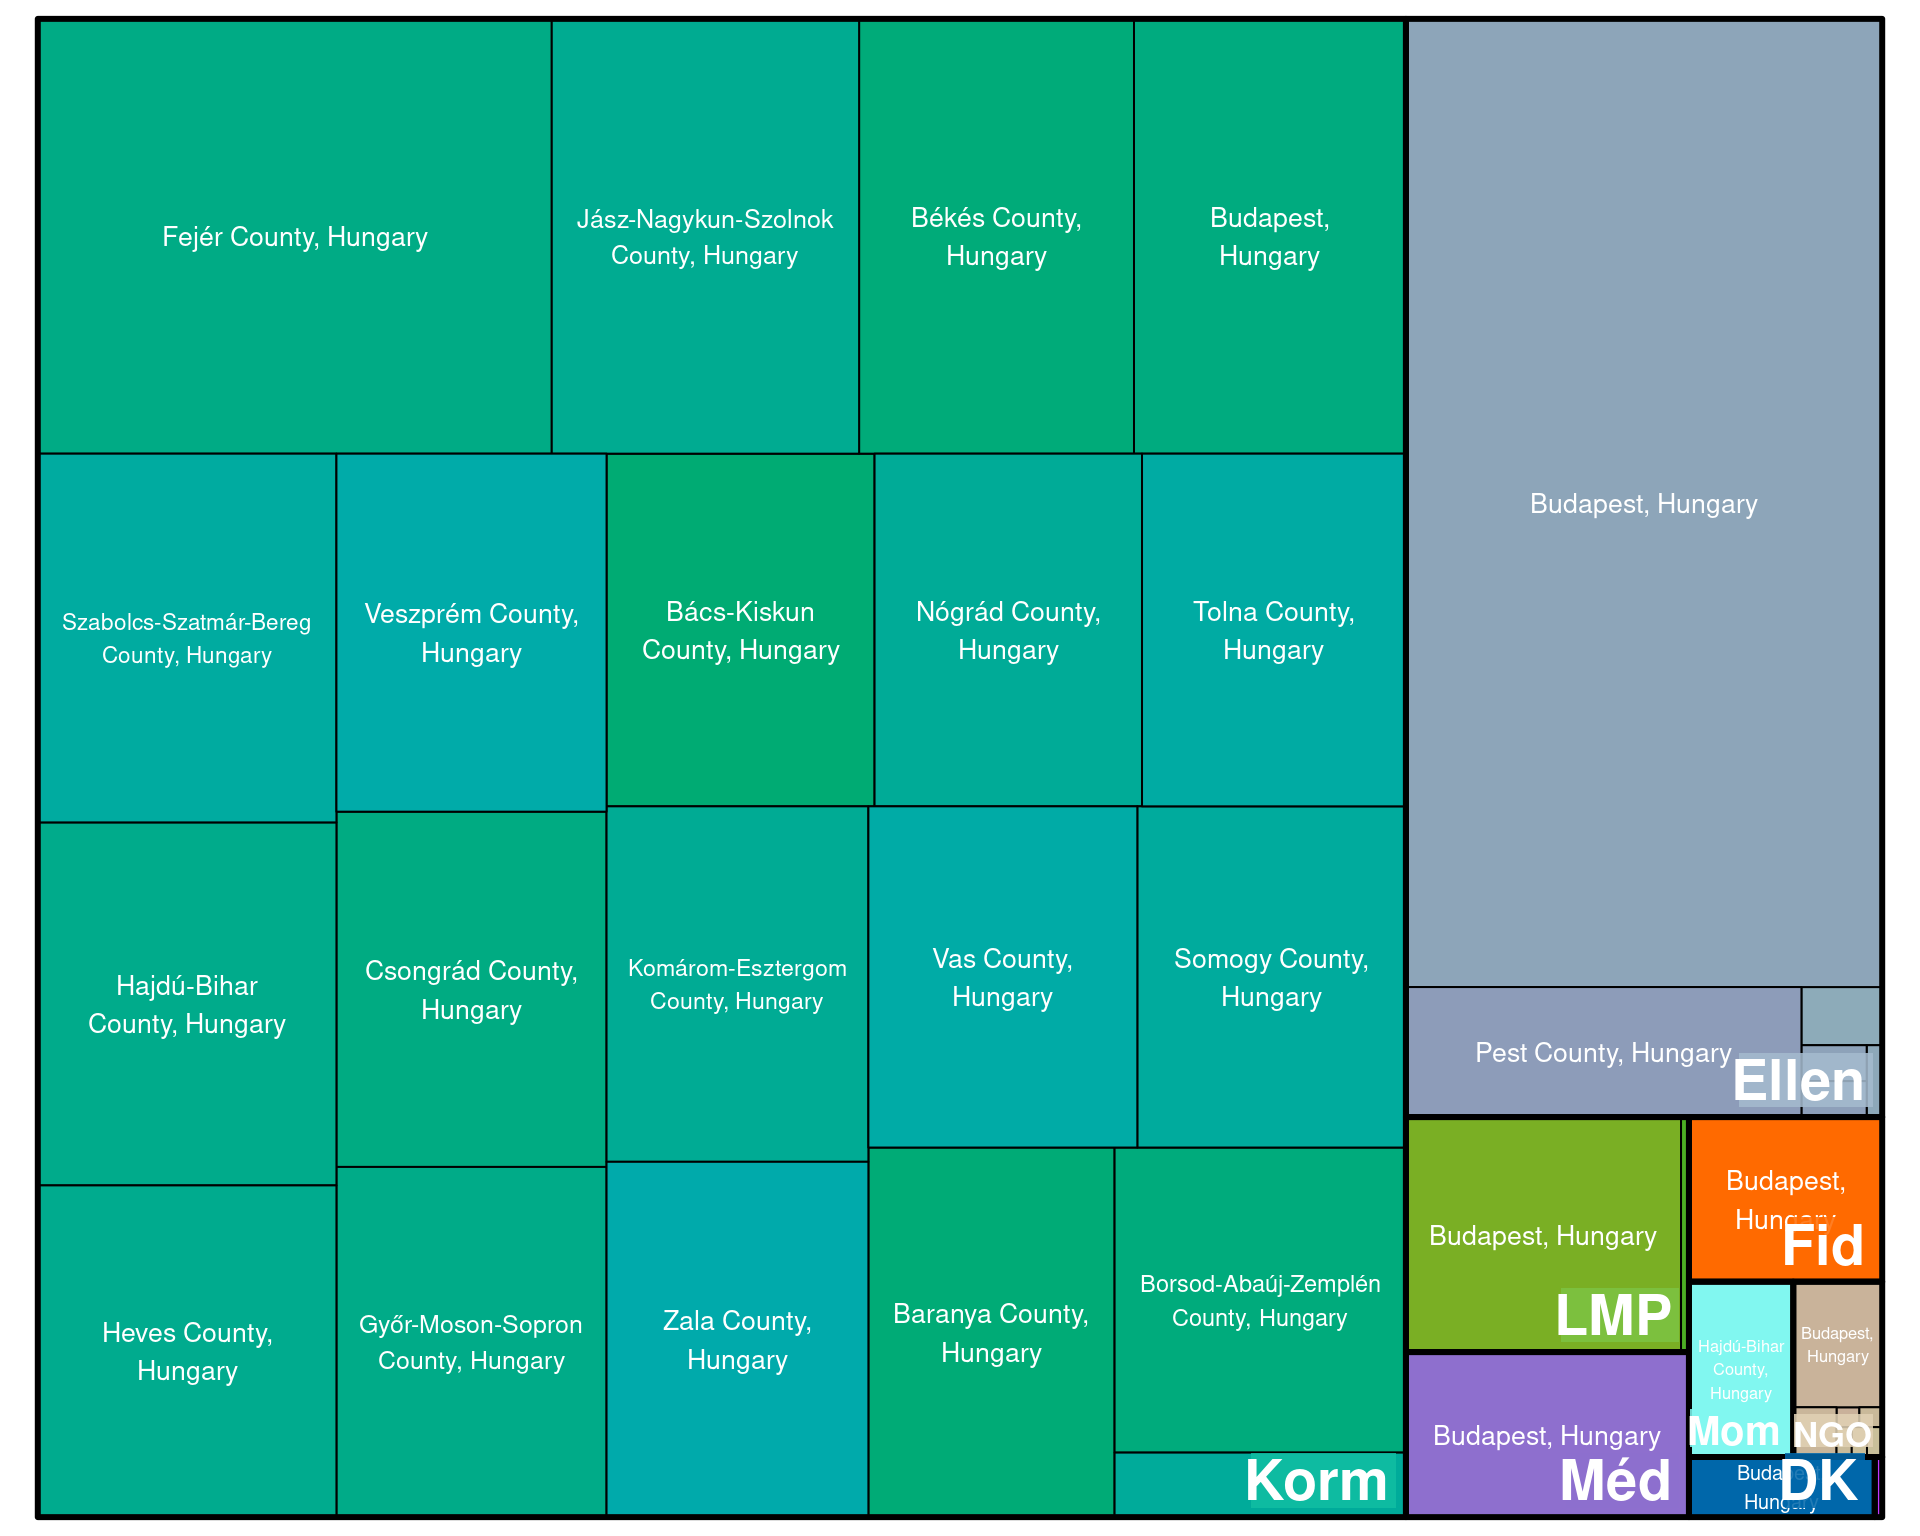 Fejér County, Hungary
Jász-Nagykun-Szolnok
County, Hungary
Békés County,
Hungary
Budapest,
Hungary
Szabolcs-Szatmár-Bereg
County, Hungary
Veszprém County,
Hungary
Bács-Kiskun
County, Hungary
Nógrád County,
Hungary
Tolna County,
Hungary
Hajdú-Bihar
County, Hungary
Csongrád County,
Hungary
Komárom-Esztergom
County, Hungary
Vas County,
Hungary
Somogy County,
Hungary
Heves County,
Hungary
Győr-Moson-Sopron
County, Hungary
Zala County,
Hungary
Baranya County,
Hungary
Borsod-Abaúj-Zemplén
County, Hungary
Korm
Budapest, Hungary
Pest County, Hungary
Ellen
Budapest, Hungary
LMP
Budapest, Hungary
Méd
Budapest,
Hungary
Fid
Hajdú-Bihar
County,
Hungary
Mom
Budapest,
Hungary
NGO
Budapest,
Hungary
DK